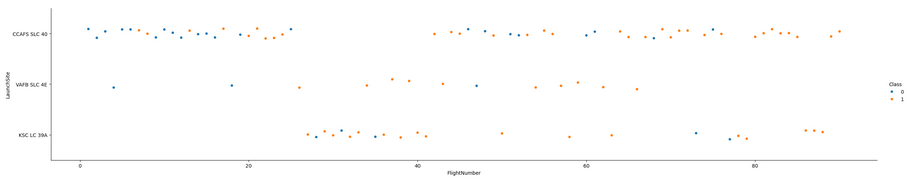 CCAFS SLC 40
VAFB SLC 4E
KSC LC 39A
LaunchSite
0
20
40
60
80
FlightNumber
Class
0
1